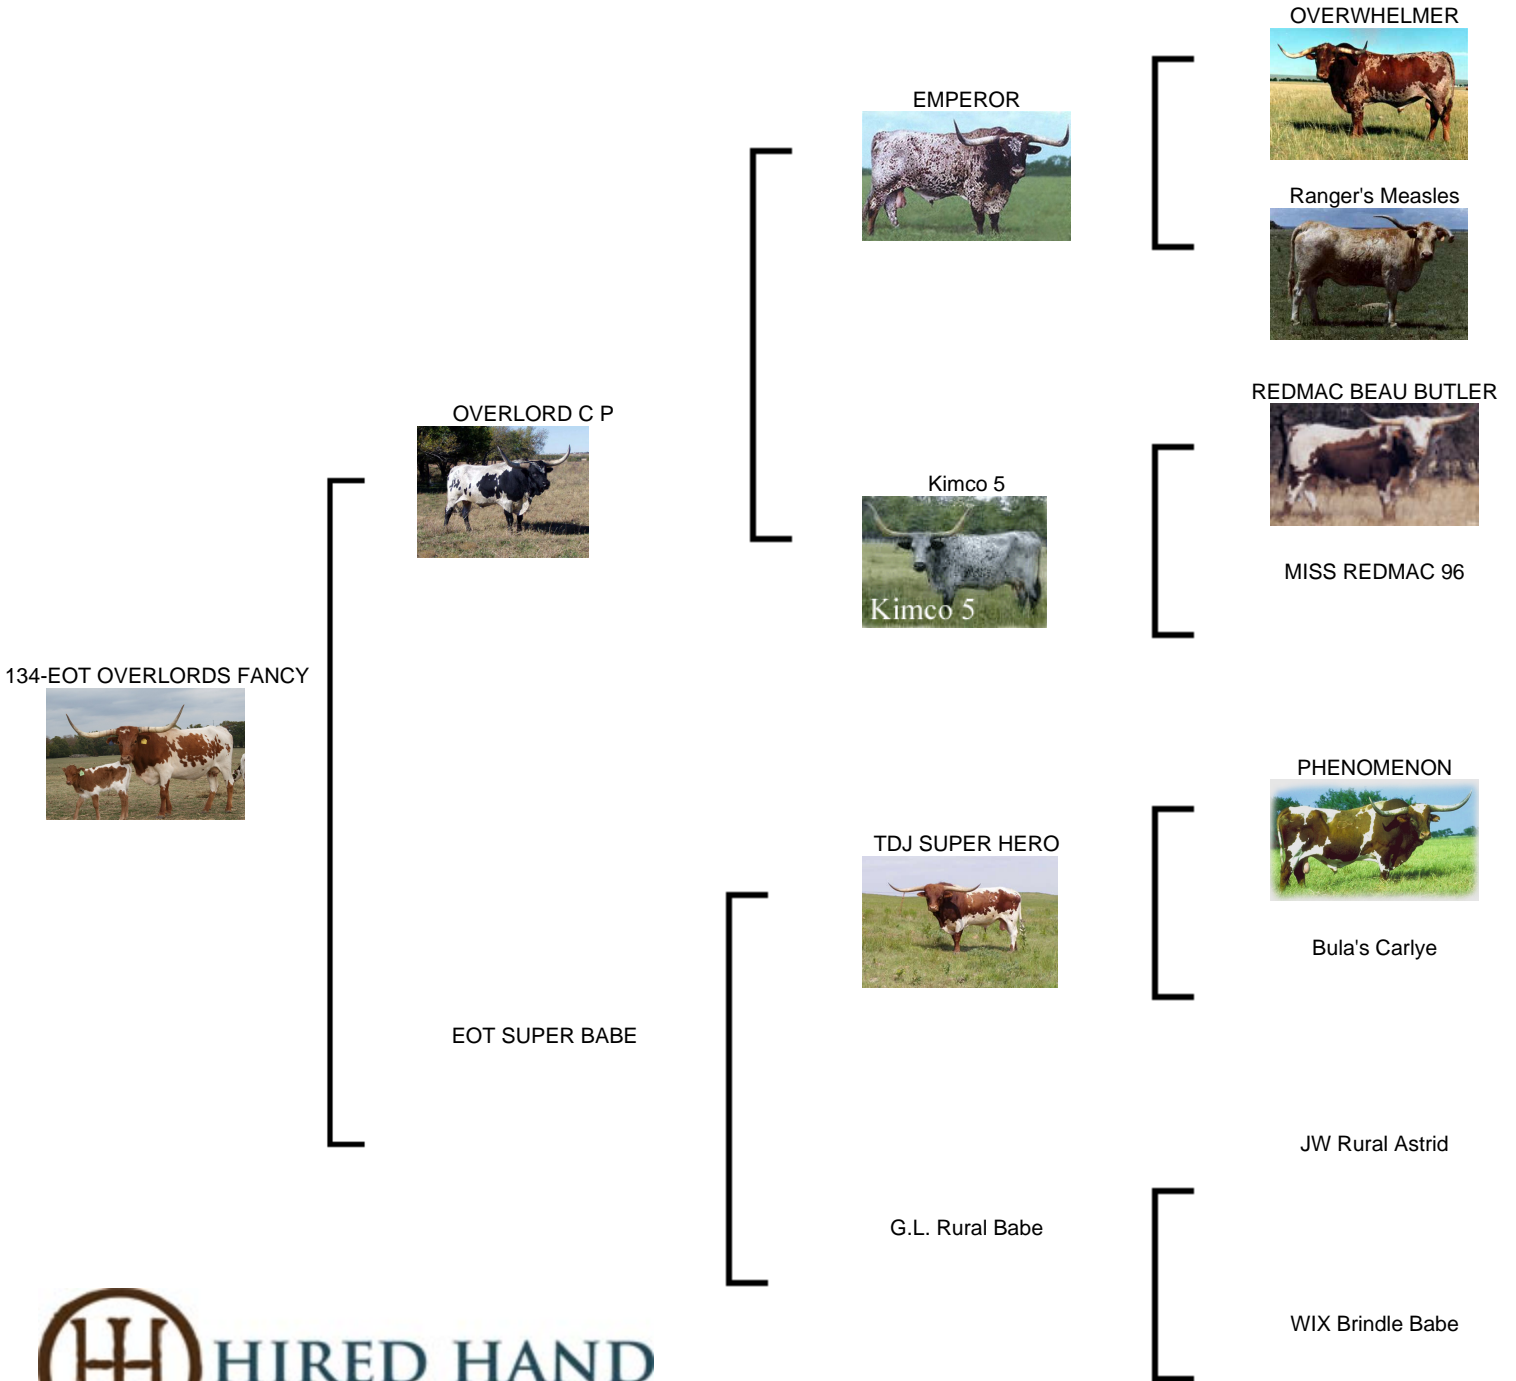 OVERWHELMER
EMPEROR
Ranger's Measles
REDMAC BEAU BUTLER
OVERLORD C P
Kimco 5
Kimco 5
MISS REDMAC 96
134-EOT OVERLORDS FANCY
PHENOMENON
TDJ SUPER HERO
Bula's Carlye
EOT SUPER BABE
JW Rural Astrid
G.L. Rural Babe
WIX Brindle Babe
HIRED HAND